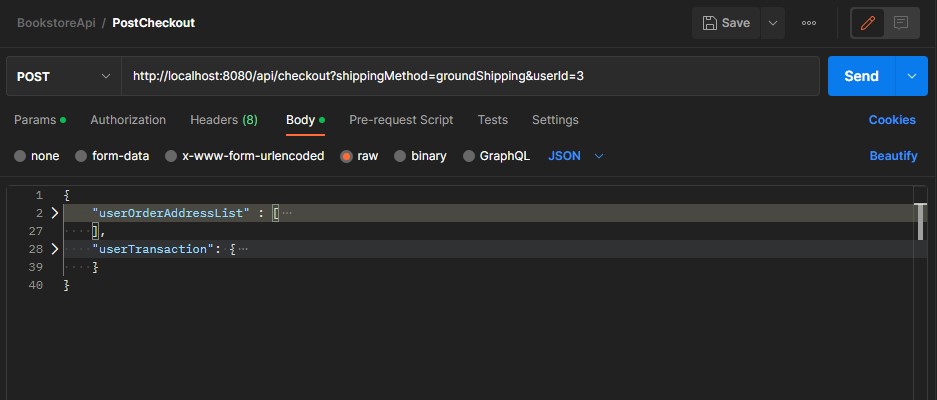 BookstoreApi / PostCheckout Save
POST http://localhost:8080/api/checkout?shippingMethod=groundShipping&userId=3 Send
Params Authorization Headers (8) Body Pre-request Script Tests Settings Cookies
none form-data x-www-form-urlencoded raw binary GraphQL JSON Beautify
1 {
2 "userOrderAddressList" : [ ...
27 ],
28 "userTransaction": { ...
39 }
40 }